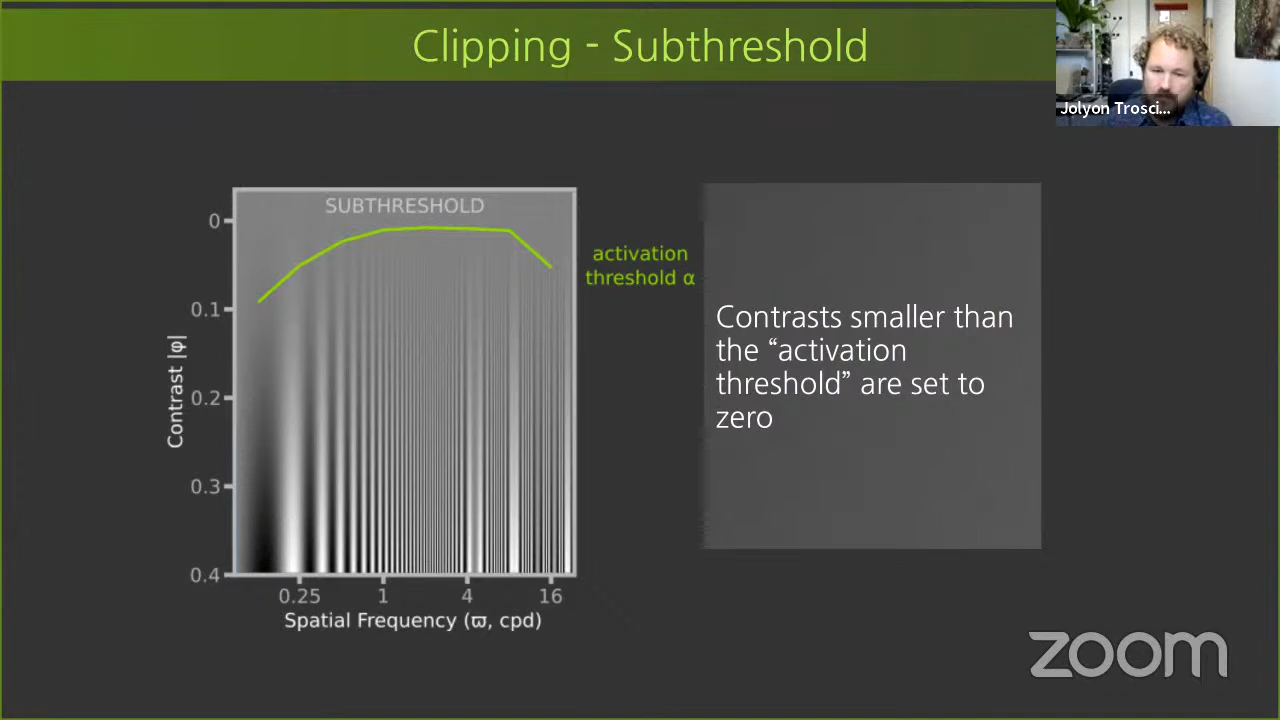 Clipping - Subthreshold
Jolyon Trosci...
SUBTHRESHOLD
0
0.1
0.2
0.3
0.4
Contrast |φ|
0.25 1 4 16
Spatial Frequency (ϖ, cpd)
activation
threshold α
Contrasts smaller than
the “activation
threshold” are set to
zero
zoom